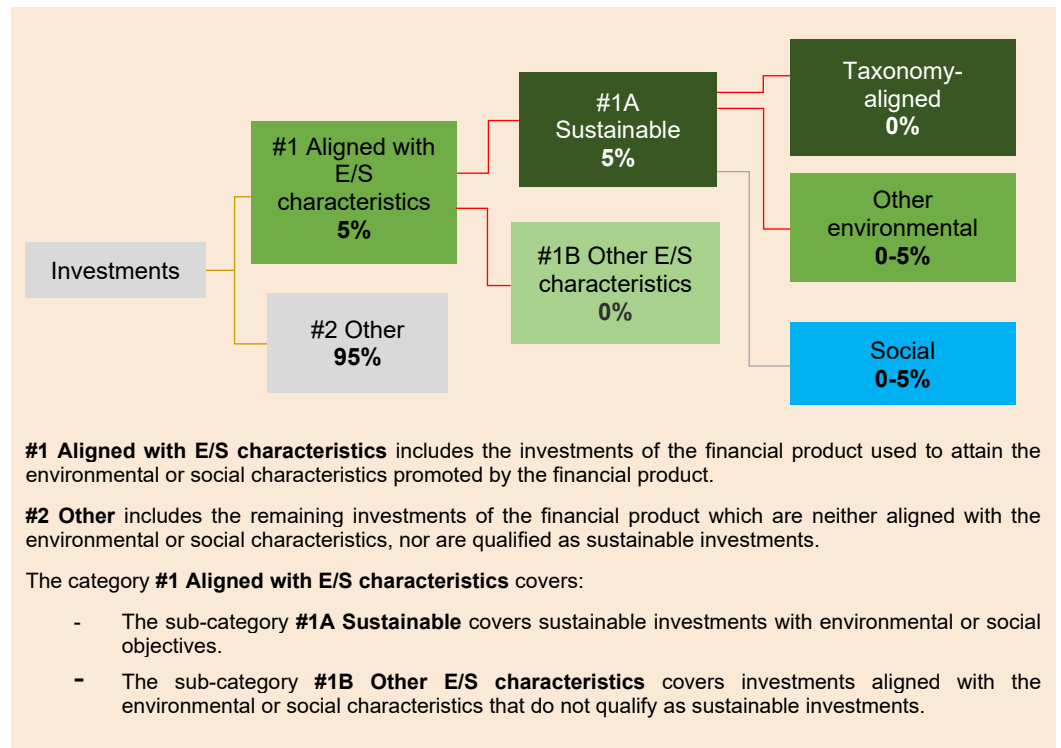 Investments
#1 Aligned with
E/S
characteristics
5%
#2 Other
95%
#1A
Sustainable
5%
#1B Other E/S
characteristics
0%
Taxonomy-
aligned
0%
Other
environmental
0-5%
Social
0-5%
#1 Aligned with E/S characteristics includes the investments of the financial product used to attain the
environmental or social characteristics promoted by the financial product.
#2 Other includes the remaining investments of the financial product which are neither aligned with the
environmental or social characteristics, nor are qualified as sustainable investments.
The category #1 Aligned with E/S characteristics covers:
- The sub-category #1A Sustainable covers sustainable investments with environmental or social
objectives.
- The sub-category #1B Other E/S characteristics covers investments aligned with the
environmental or social characteristics that do not qualify as sustainable investments.